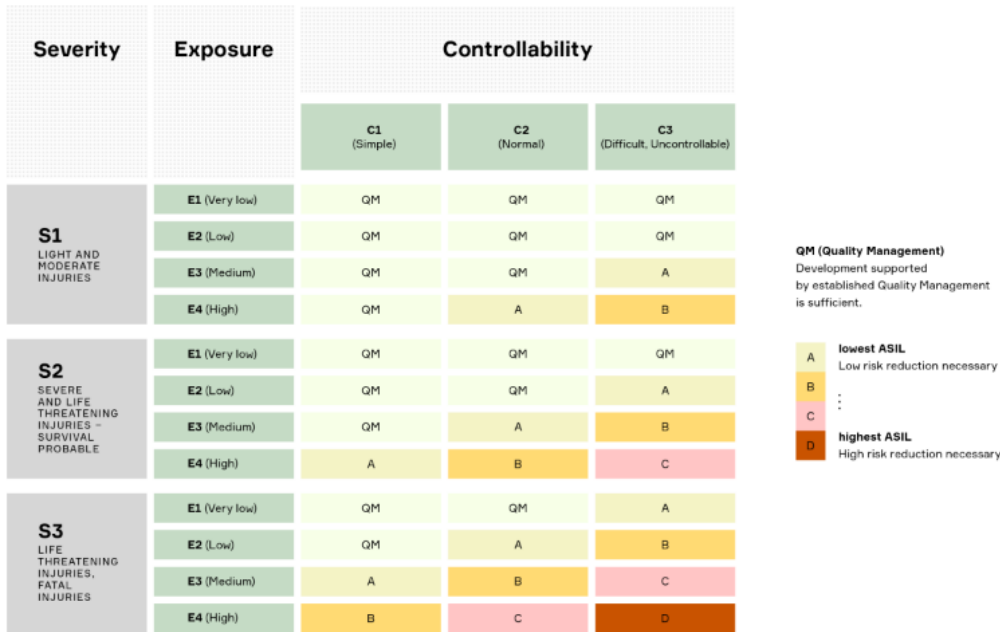 Severity Exposure Controllability
C1 C2 C3
(Simple) (Normal) (Difficult, Uncontrollable)
S1
LIGHT AND
MODERATE
INJURIES
E1 (Very low) QM QM QM
E2 (Low) QM QM QM
E3 (Medium) QM QM A
E4 (High) QM A B
S2
SEVERE
AND LIFE
THREATENING
INJURIES –
SURVIVAL
PROBABLE
E1 (Very low) QM QM QM
E2 (Low) QM QM A
E3 (Medium) QM A B
E4 (High) A B C
S3
LIFE
THREATENING
INJURIES,
FATAL
INJURIES
E1 (Very low) QM QM A
E2 (Low) QM A B
E3 (Medium) A B C
E4 (High) B C D
QM (Quality Management)
Development supported
by established Quality Management
is sufficient.
A lowest ASIL
Low risk reduction necessary
B
⋮
C
D highest ASIL
High risk reduction necessary